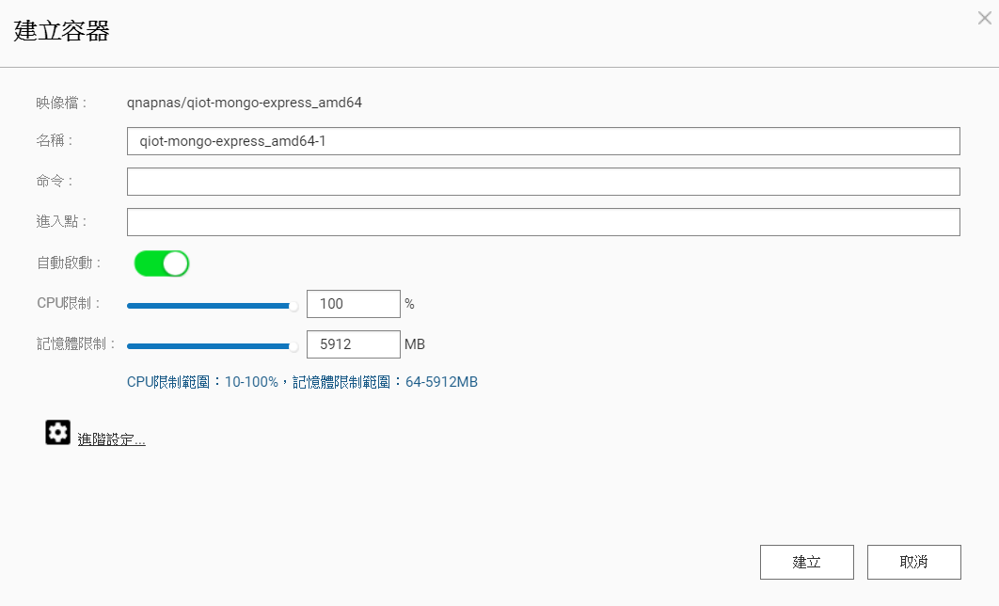 建立容器
映像檔： qnapnas/qiot-mongo-express_amd64
名稱： qiot-mongo-express_amd64-1
命令：
進入點：
自動啟動：
CPU限制： 100 %
記憶體限制： 5912 MB
CPU限制範圍：10-100%，記憶體限制範圍：64-5912MB
進階設定...
建立 取消